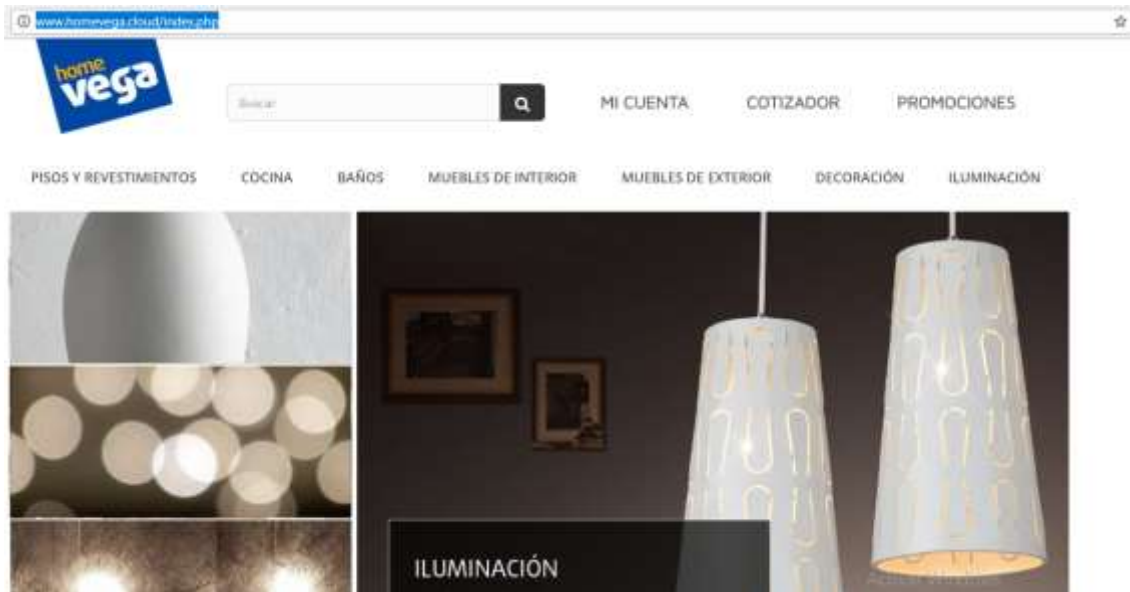 www.homevega.cloud/index.php
home
vega
Buscar
MI CUENTA COTIZADOR PROMOCIONES
PISOS Y REVESTIMIENTOS COCINA BAÑOS MUEBLES DE INTERIOR MUEBLES DE EXTERIOR DECORACIÓN ILUMINACIÓN
ILUMINACIÓN